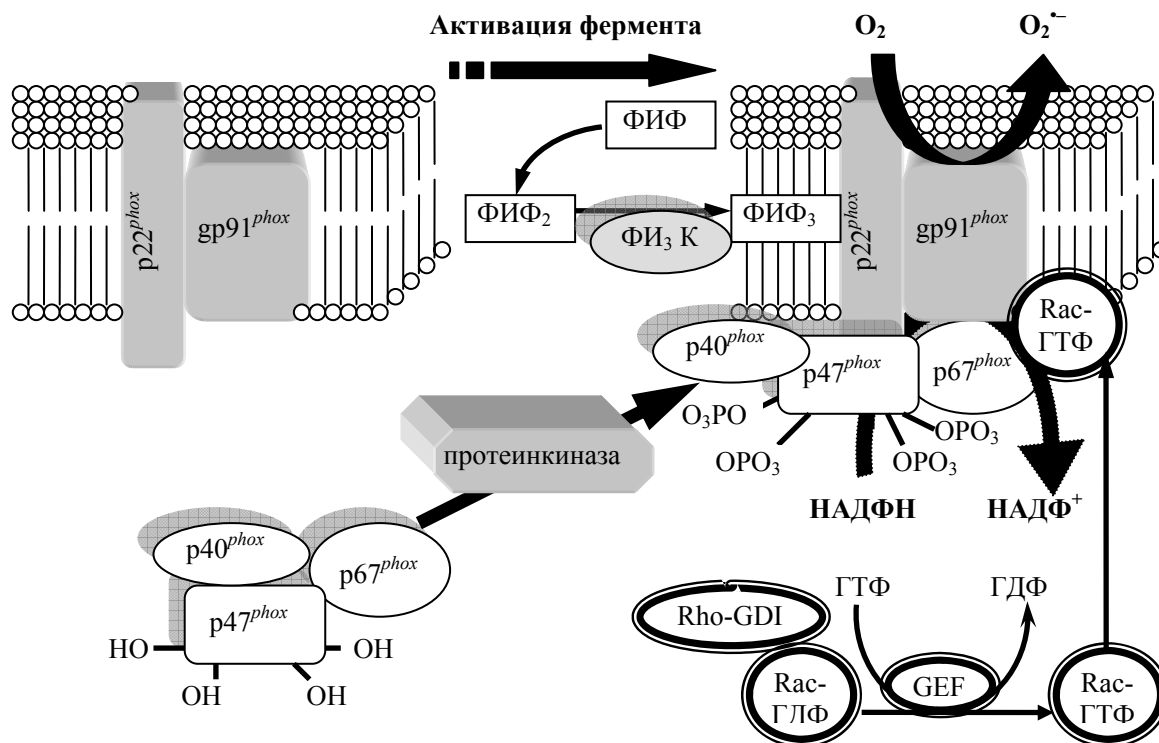 Активация фермента
O₂
O₂•–
ФИФ
ФИФ₂
ФИ₃ К
ФИФ₃
p22phox
gp91phox
p22phox
gp91phox
Rac-
ГТФ
p40phox
p47phox
p67phox
O₃PO
OPO₃
OPO₃
OPO₃
НАДФН
НАДФ⁺
протеинкиназа
p40phox
p67phox
p47phox
HO
OH
OH
OH
Rho-GDI
ГТФ
ГДФ
Rac-
ГДФ
GEF
Rac-
ГТФ